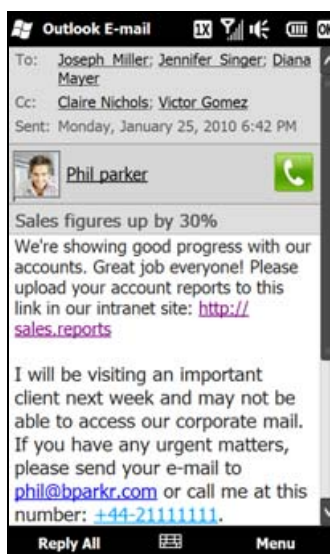 Outlook E-mail 1X OK
To: Joseph Miller; Jennifer Singer; Diana
Mayer
Cc: Claire Nichols; Victor Gomez
Sent: Monday, January 25, 2010 6:42 PM
Phil parker
Sales figures up by 30%
We're showing good progress with our
accounts. Great job everyone! Please
upload your account reports to this
link in our intranet site: http://
sales.reports
I will be visiting an important
client next week and may not be
able to access our corporate mail.
If you have any urgent matters,
please send your e-mail to
phil@bparkr.com or call me at this
number: +44-21111111.
Reply All Menu